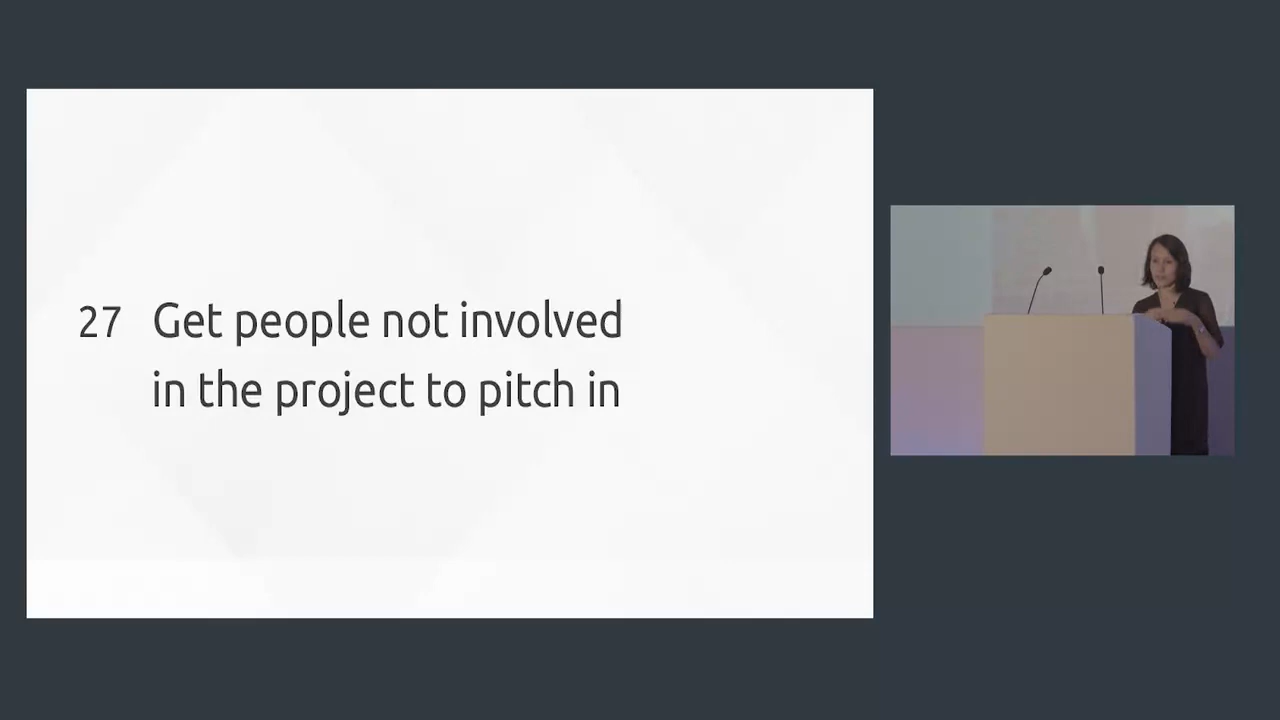 27 Get people not involved
in the project to pitch in